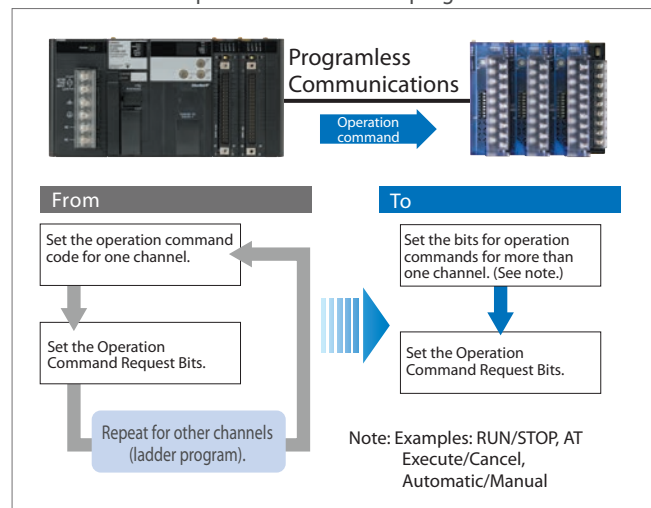 Programless
Communications
Operation
command
From
To
Set the operation command
code for one channel.
Set the Operation
Command Request Bits.
Repeat for other channels
(ladder program).
Set the bits for operation
commands for more than
one channel. (See note.)
Set the Operation
Command Request Bits.
Note: Examples: RUN/STOP, AT
Execute/Cancel,
Automatic/Manual